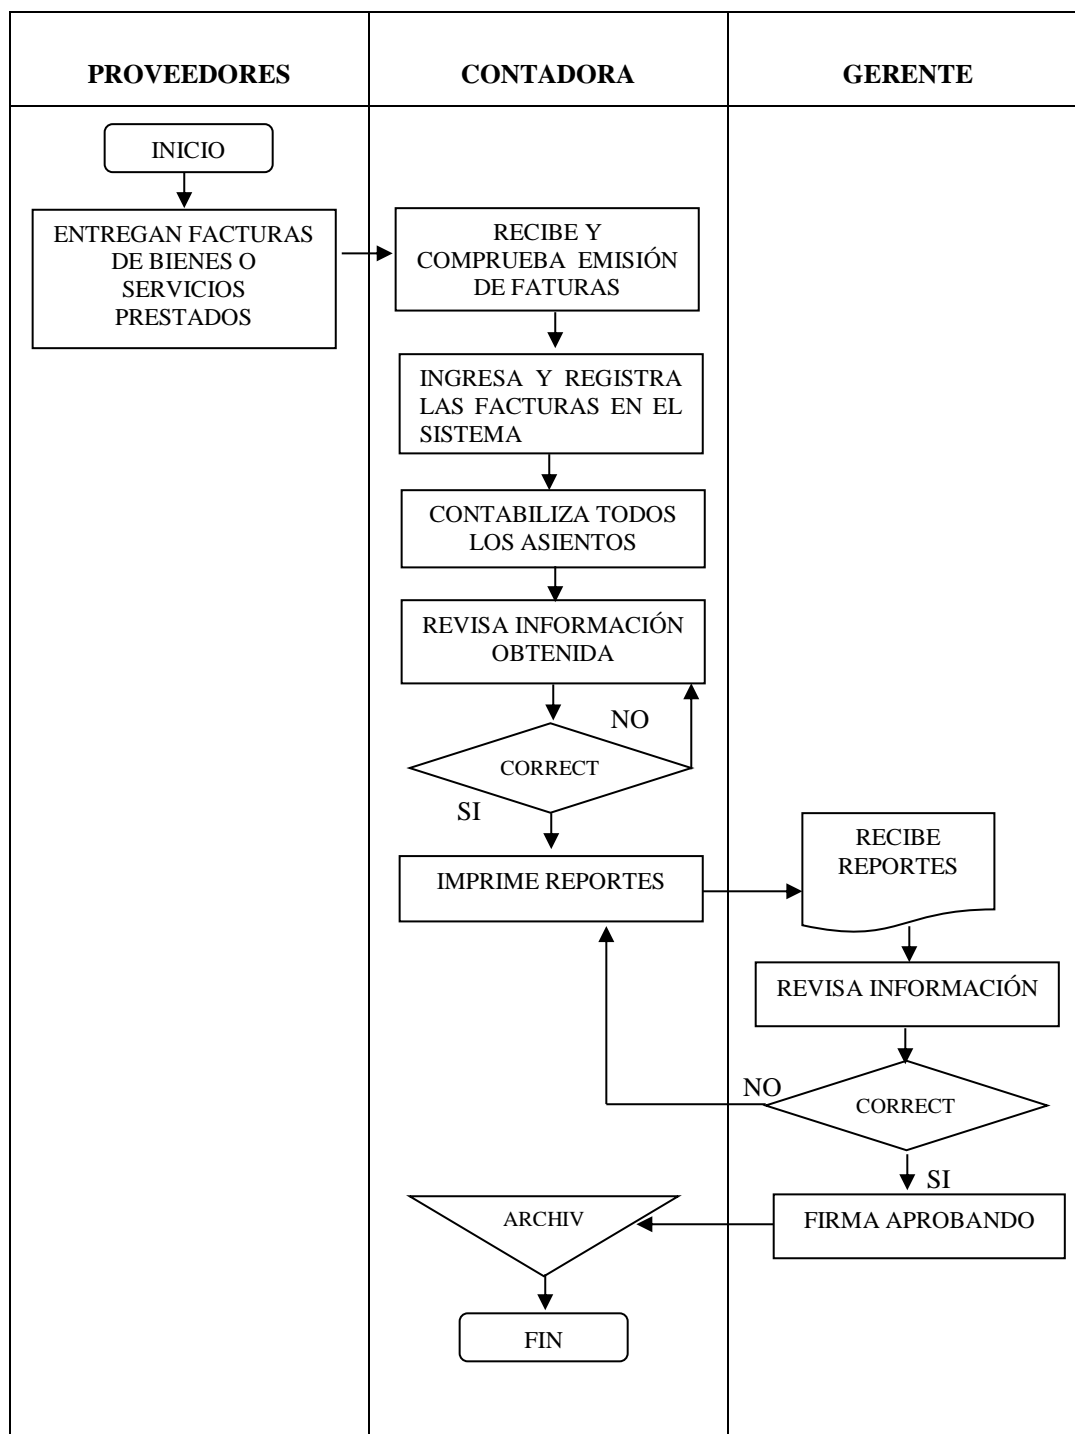 PROVEEDORES
CONTADORA
GERENTE
INICIO
ENTREGAN FACTURAS
DE BIENES O
SERVICIOS
PRESTADOS
RECIBE Y
COMPRUEBA EMISIÓN
DE FATURAS
INGRESA Y REGISTRA
LAS FACTURAS EN EL
SISTEMA
CONTABILIZA TODOS
LOS ASIENTOS
REVISA INFORMACIÓN
OBTENIDA
NO
CORRECT
SI
IMPRIME REPORTES
RECIBE
REPORTES
REVISA INFORMACIÓN
NO
CORRECT
SI
FIRMA APROBANDO
ARCHIV
FIN